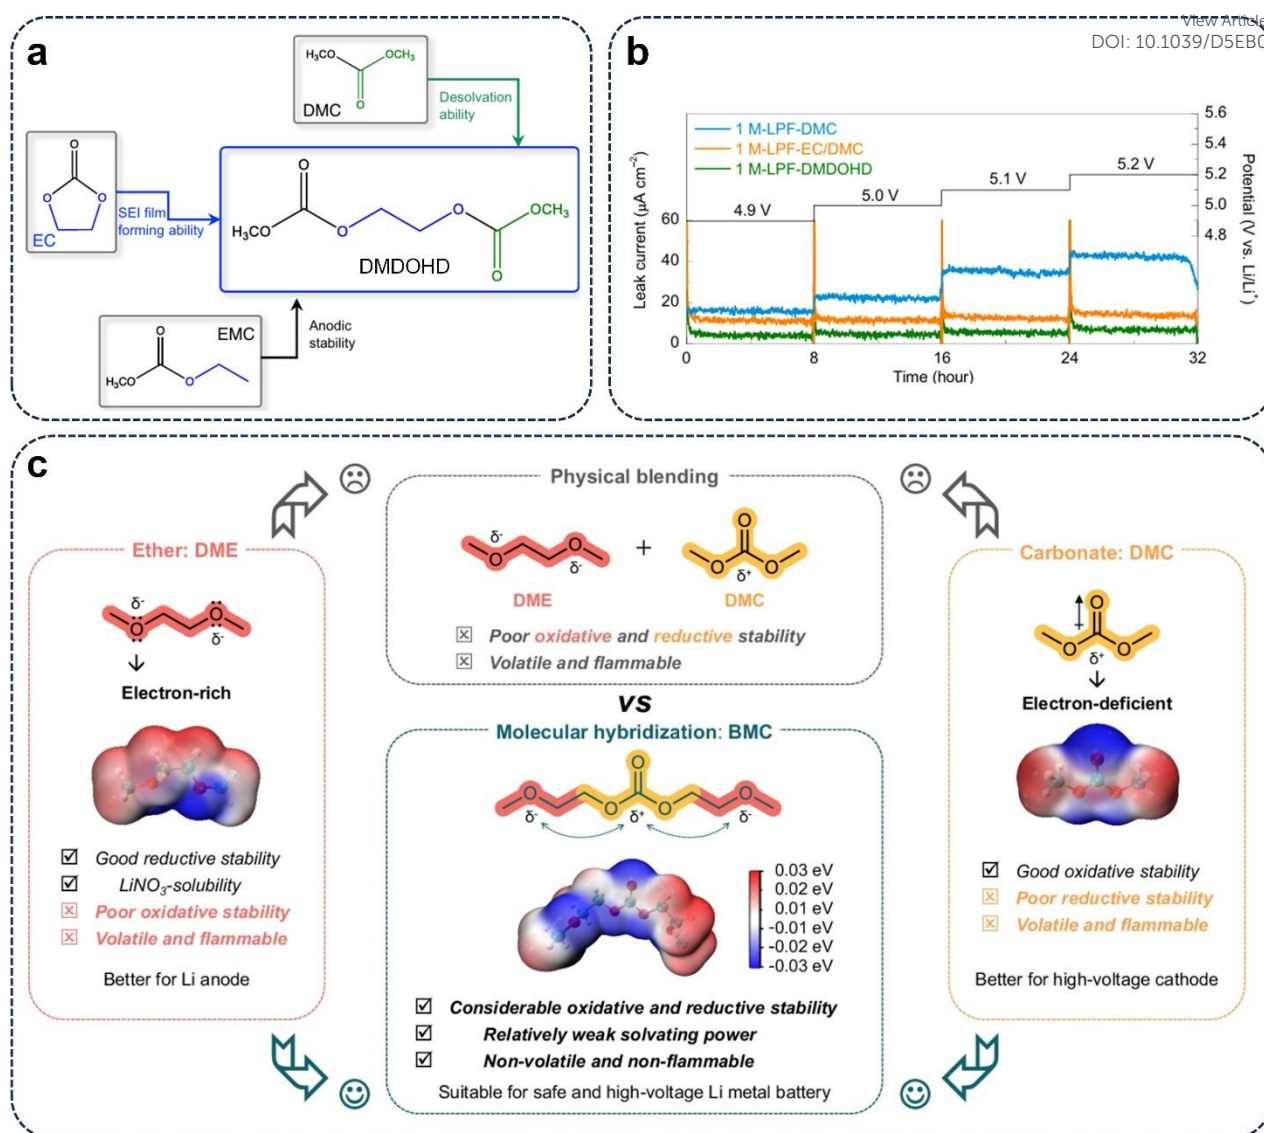 View Article
DOI: 10.1039/D5EB0
a
H₃CO
OCH₃
O
DMC
Desolvation
ability
O
O
O
EC
SEI film
forming ability
O
O
OCH₃
H₃CO
O
O
DMDOHD
EMC
O
H₃CO
O
Anodic
stability
b
1 M-LPF-DMC
1 M-LPF-EC/DMC
1 M-LPF-DMDOHD
4.9 V
5.0 V
5.1 V
5.2 V
Leak current (µA cm⁻²)
60
40
20
0
0
8
16
24
32
Time (hour)
5.6
5.4
5.2
5.0
4.8
Potential (V vs. Li/Li⁺)
c
Physical blending
δ⁻
O
O
δ⁻
+
O
O
O
δ⁺
DME
DMC
Poor oxidative and reductive stability
Volatile and flammable
Ether: DME
δ⁻
O
O
δ⁻
Electron-rich
Good reductive stability
LiNO₃-solubility
Poor oxidative stability
Volatile and flammable
Better for Li anode
vs
Molecular hybridization: BMC
O
O
O
O
O
δ⁻
δ⁺
δ⁻
0.03 eV
0.02 eV
0.01 eV
-0.01 eV
-0.02 eV
-0.03 eV
Considerable oxidative and reductive stability
Relatively weak solvating power
Non-volatile and non-flammable
Suitable for safe and high-voltage Li metal battery
Carbonate: DMC
O
O
O
δ⁺
Electron-deficient
Good oxidative stability
Poor reductive stability
Volatile and flammable
Better for high-voltage cathode